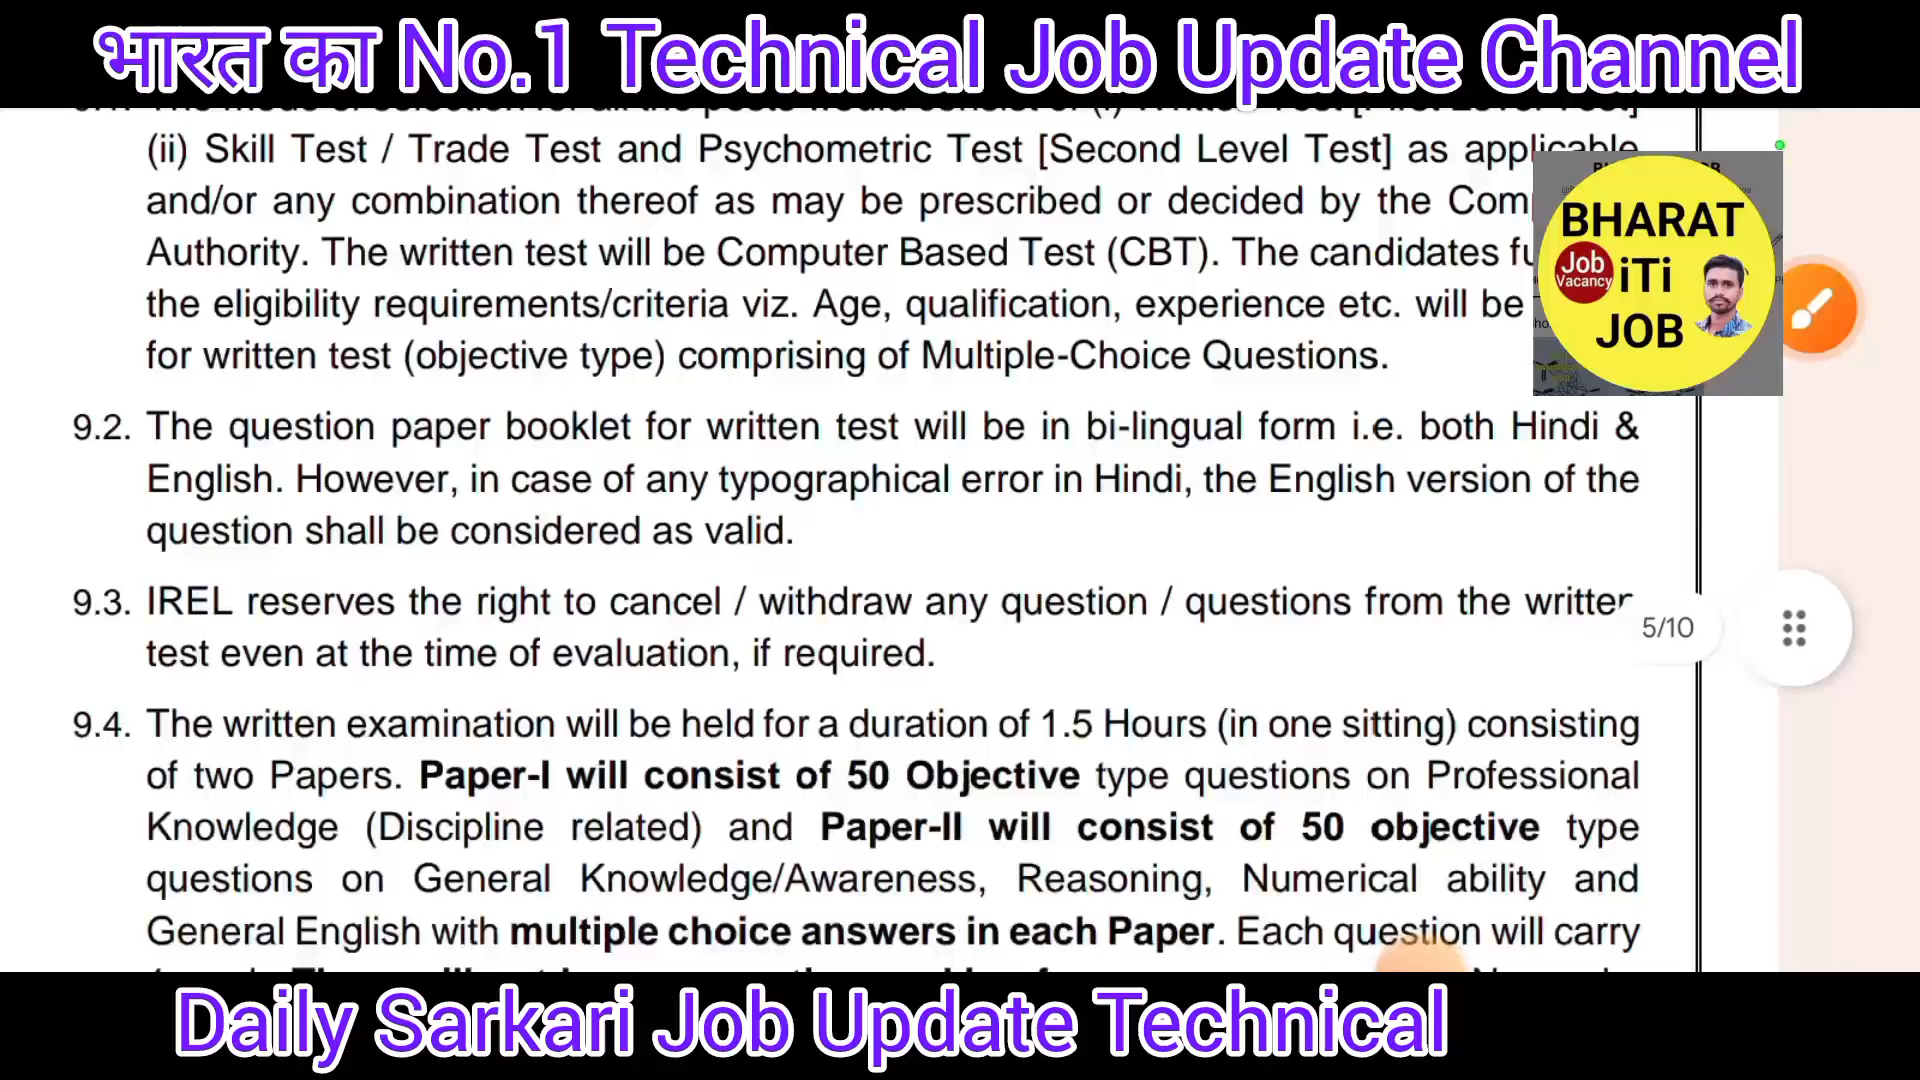 भारत का No.1 Technical Job Update Channel
(ii) Skill Test / Trade Test and Psychometric Test [Second Level Test] as applicable
and/or any combination thereof as may be prescribed or decided by the Com
Authority. The written test will be Computer Based Test (CBT). The candidates fu
the eligibility requirements/criteria viz. Age, qualification, experience etc. will be
for written test (objective type) comprising of Multiple-Choice Questions.
BHARAT
Job
Vacancy
iTi
JOB
9.2. The question paper booklet for written test will be in bi-lingual form i.e. both Hindi &
English. However, in case of any typographical error in Hindi, the English version of the
question shall be considered as valid.
9.3. IREL reserves the right to cancel / withdraw any question / questions from the written
test even at the time of evaluation, if required.
5/10
9.4. The written examination will be held for a duration of 1.5 Hours (in one sitting) consisting
of two Papers. Paper-I will consist of 50 Objective type questions on Professional
Knowledge (Discipline related) and Paper-II will consist of 50 objective type
questions on General Knowledge/Awareness, Reasoning, Numerical ability and
General English with multiple choice answers in each Paper. Each question will carry
Daily Sarkari Job Update Technical